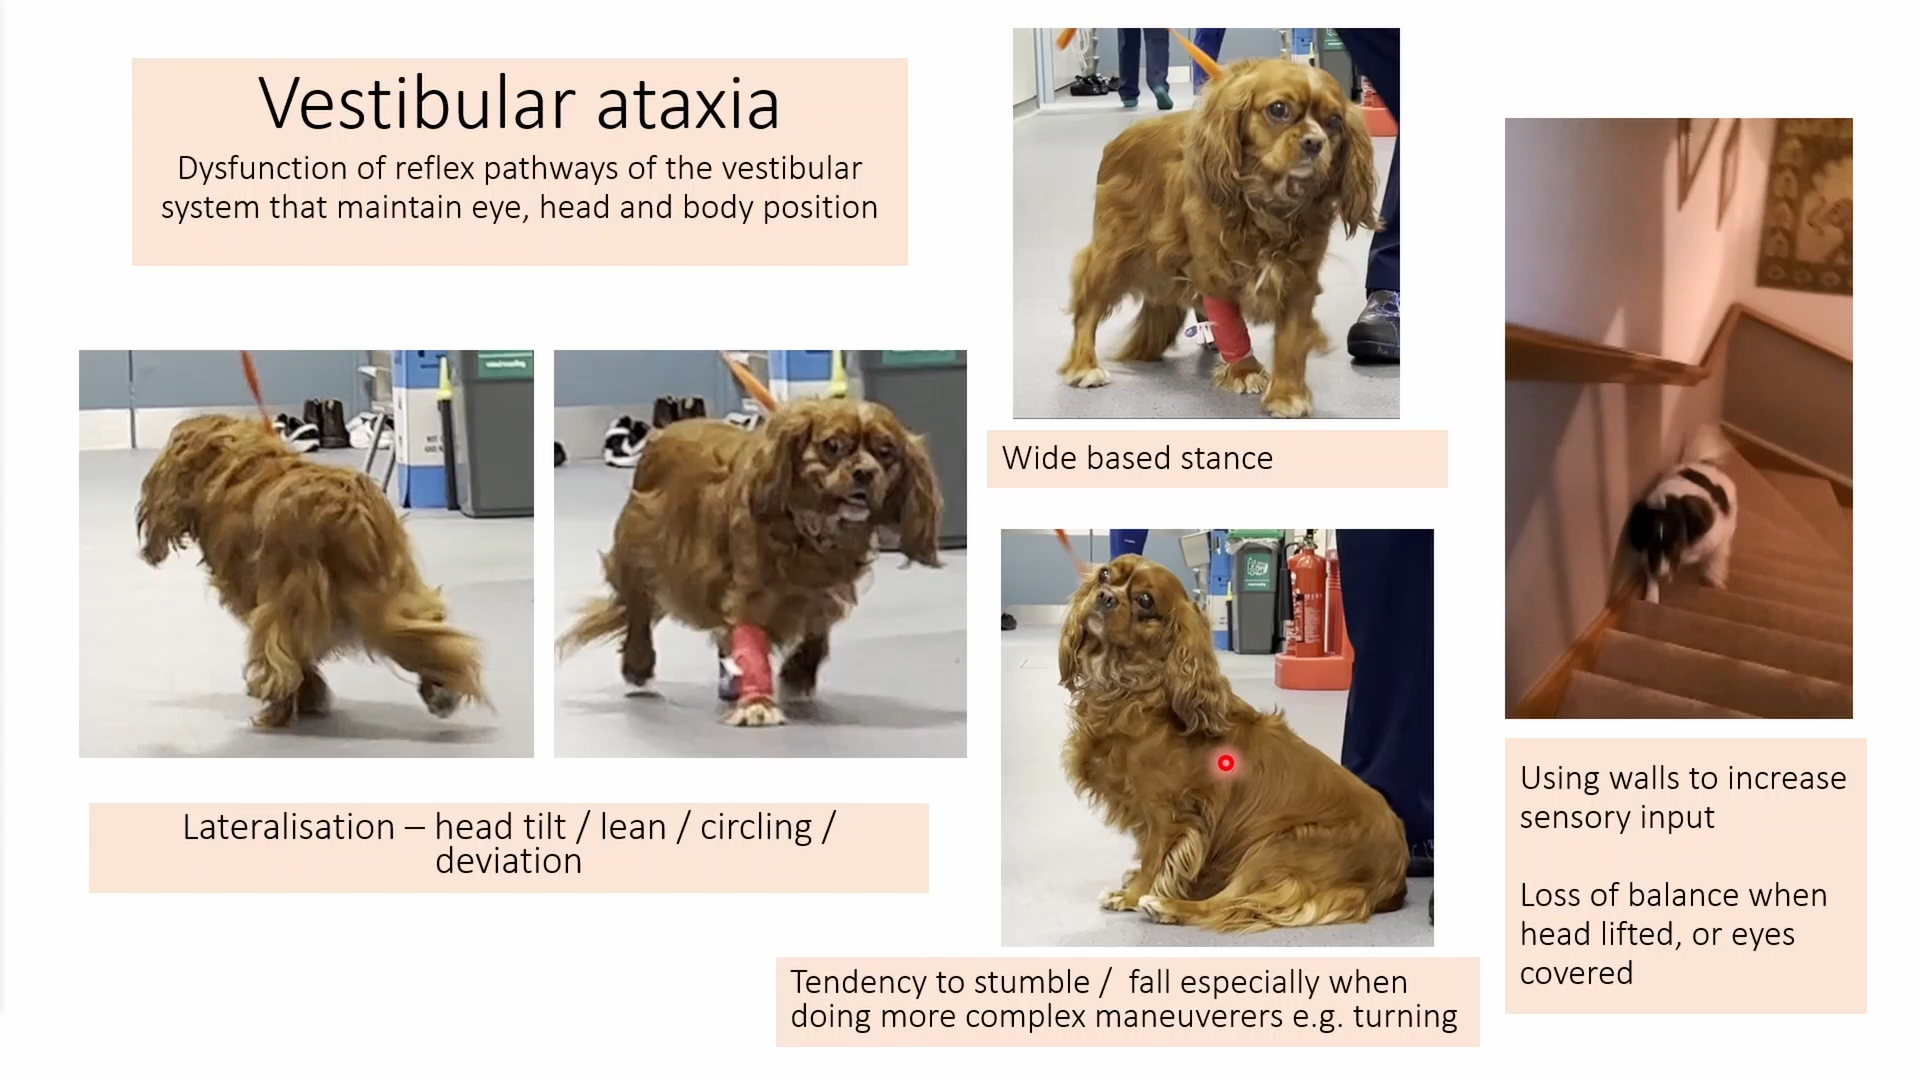 Vestibular ataxia
Dysfunction of reflex pathways of the vestibular
system that maintain eye, head and body position
Wide based stance
Lateralisation – head tilt / lean / circling /
deviation
Tendency to stumble / fall especially when
doing more complex maneuverers e.g. turning
Using walls to increase
sensory input
Loss of balance when
head lifted, or eyes
covered